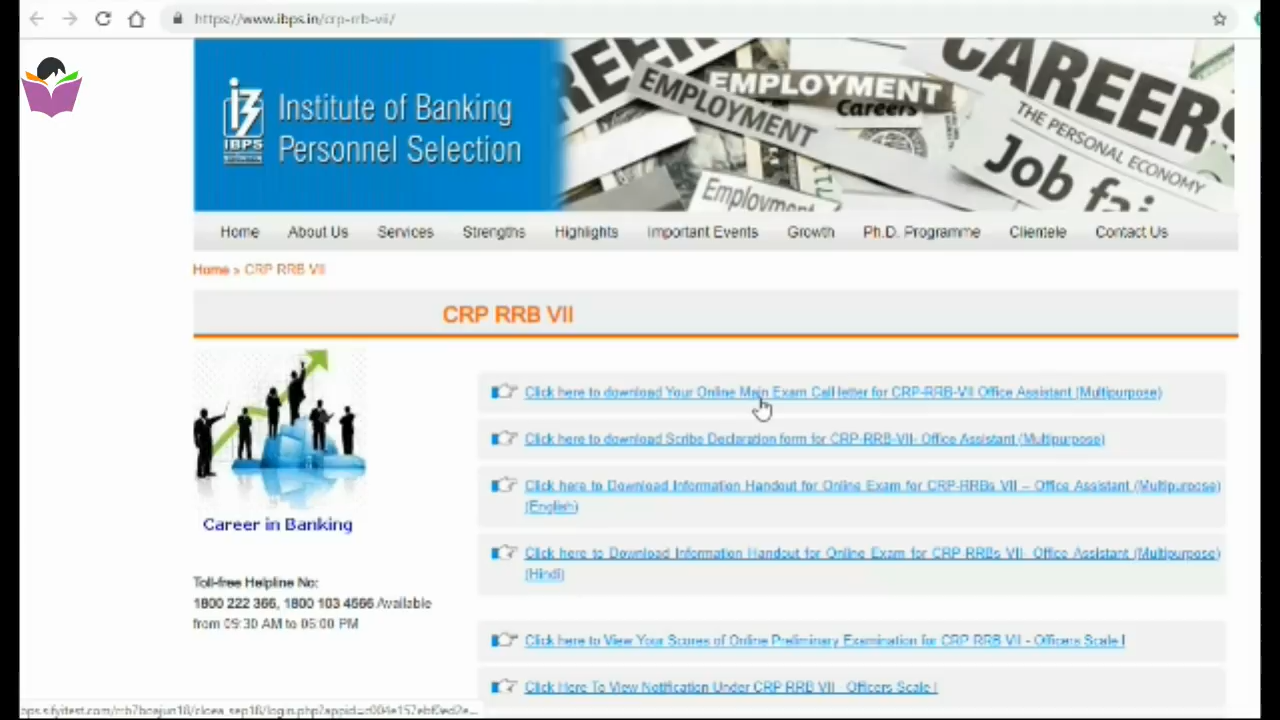 https://www.ibps.in/crp-rrb-vii/
CAREERS
EMPLOYMENT
Careers
EMPLOYMENT
THE PERSONAL ECONOMY
Job fai
Employment
IBPS
Institute of Banking
Personnel Selection
Home About Us Services Strengths Highlights Important Events Growth Ph.D. Programme Clientele Contact Us
Home » CRP RRB VII
CRP RRB VII
Click here to download Your Online Main Exam Call letter for CRP-RRB-VII Office Assistant (Multipurpose)
Click here to download Scribe Declaration form for CRP-RRB-VII- Office Assistant (Multipurpose)
Click here to Download Information Handout for Online Exam for CRP-RRBs VII – Office Assistant (Multipurpose)
(English)
Click here to Download Information Handout for Online Exam for CRP RRBs VII- Office Assistant (Multipurpose)
(Hindi)
Career in Banking
Toll-free Helpline No:
1800 222 366, 1800 103 4566 Available
from 09:30 AM to 06:00 PM
Click here to View Your Scores of Online Preliminary Examination for CRP RRB VII - Officers Scale I
Click Here To View Notification Under CRP RRB VII - Officers Scale I